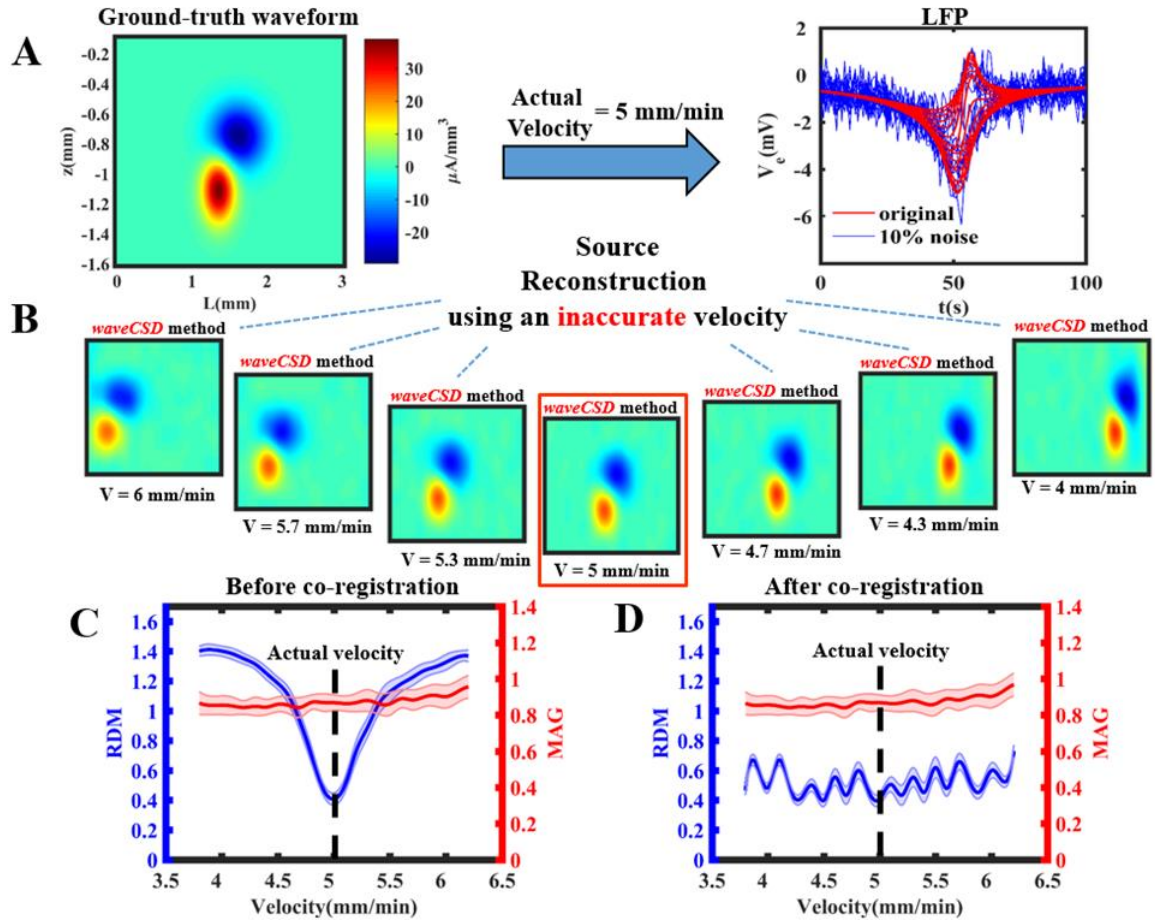 Ground-truth waveform
LFP
A
-0.2
-0.4
-0.6
-0.8
-1
-1.2
-1.4
-1.6
z(mm)
0
1
2
3
L(mm)
30
20
10
0
-10
-20
μA/mm³
Actual
Velocity = 5 mm/min
0
-2
-4
-6
V_e(mV)
original
10% noise
0
50
100
t(s)
Source
Reconstruction
using an inaccurate velocity
B
waveCSD method
V = 6 mm/min
waveCSD method
V = 5.7 mm/min
waveCSD method
V = 5.3 mm/min
waveCSD method
V = 5 mm/min
waveCSD method
V = 4.7 mm/min
waveCSD method
V = 4.3 mm/min
waveCSD method
V = 4 mm/min
Before co-registration
C
1.6
1.4
1.2
1
0.8
0.6
0.4
0.2
0
RDM
Actual velocity
1.4
1.2
1
0.8
0.6
0.4
0.2
0
MAG
3.5 4 4.5 5 5.5 6 6.5
Velocity(mm/min)
After co-registration
D
1.6
1.4
1.2
1
0.8
0.6
0.4
0.2
0
RDM
Actual velocity
1.4
1.2
1
0.8
0.6
0.4
0.2
0
MAG
3.5 4 4.5 5 5.5 6 6.5
Velocity(mm/min)